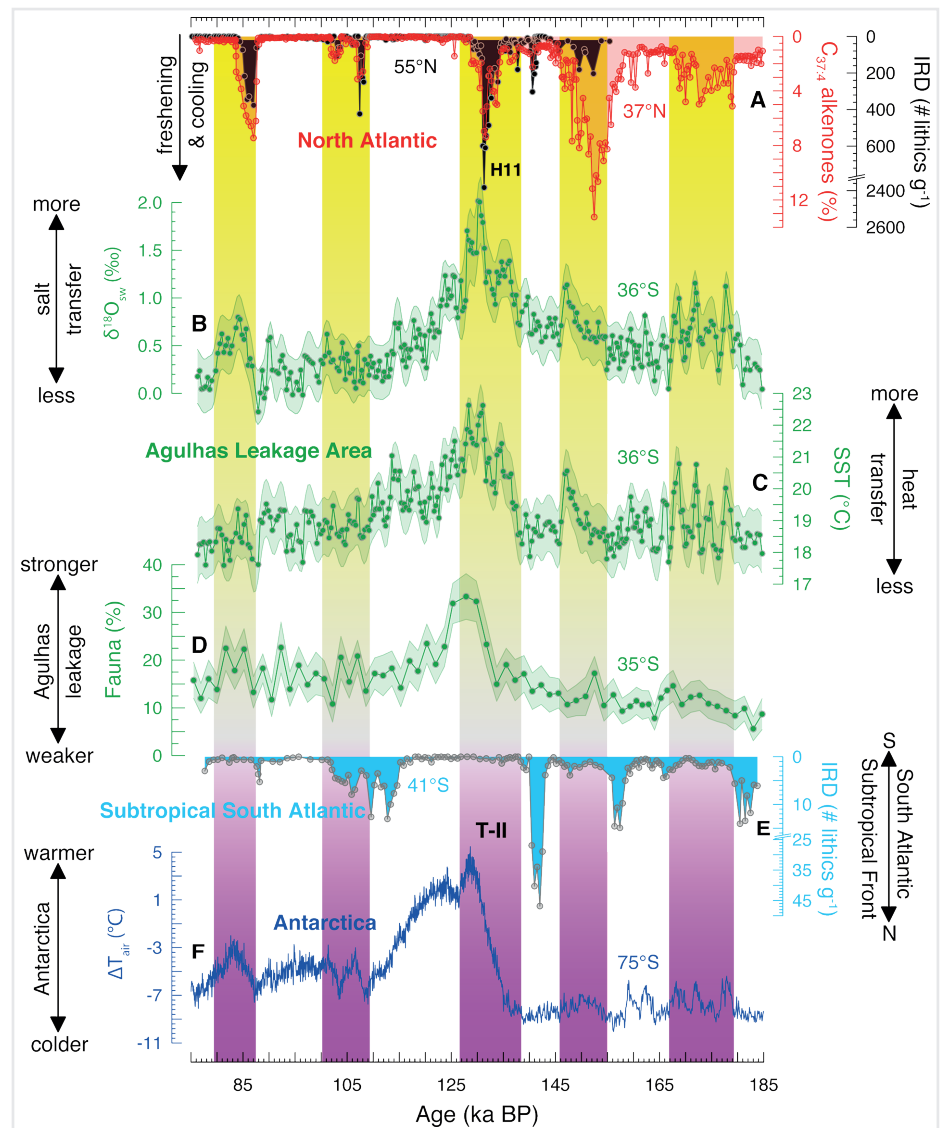 freshening
& cooling
55°N
37°N
A
North Atlantic
H11
0
4
8
12
C37:4 alkenones (%)
0
200
400
600
2400
2600
IRD (# lithics g-1)
more
salt
transfer
less
2.0
1.5
1.0
0.5
0.0
δ18Osw (‰)
B
36°S
Agulhas Leakage Area
36°S
C
23
22
21
20
19
18
17
SST (°C)
more
heat
transfer
less
stronger
Agulhas
leakage
weaker
40
30
20
10
0
Fauna (%)
D
35°S
41°S
Subtropical South Atlantic
T-II
E
0
10
25
35
45
IRD (# lithics g-1)
S
South Atlantic
Subtropical Front
N
warmer
Antarctica
colder
5
1
-3
-7
-11
ΔTair (°C)
F
Antarctica
75°S
85
105
125
145
165
185
Age (ka BP)